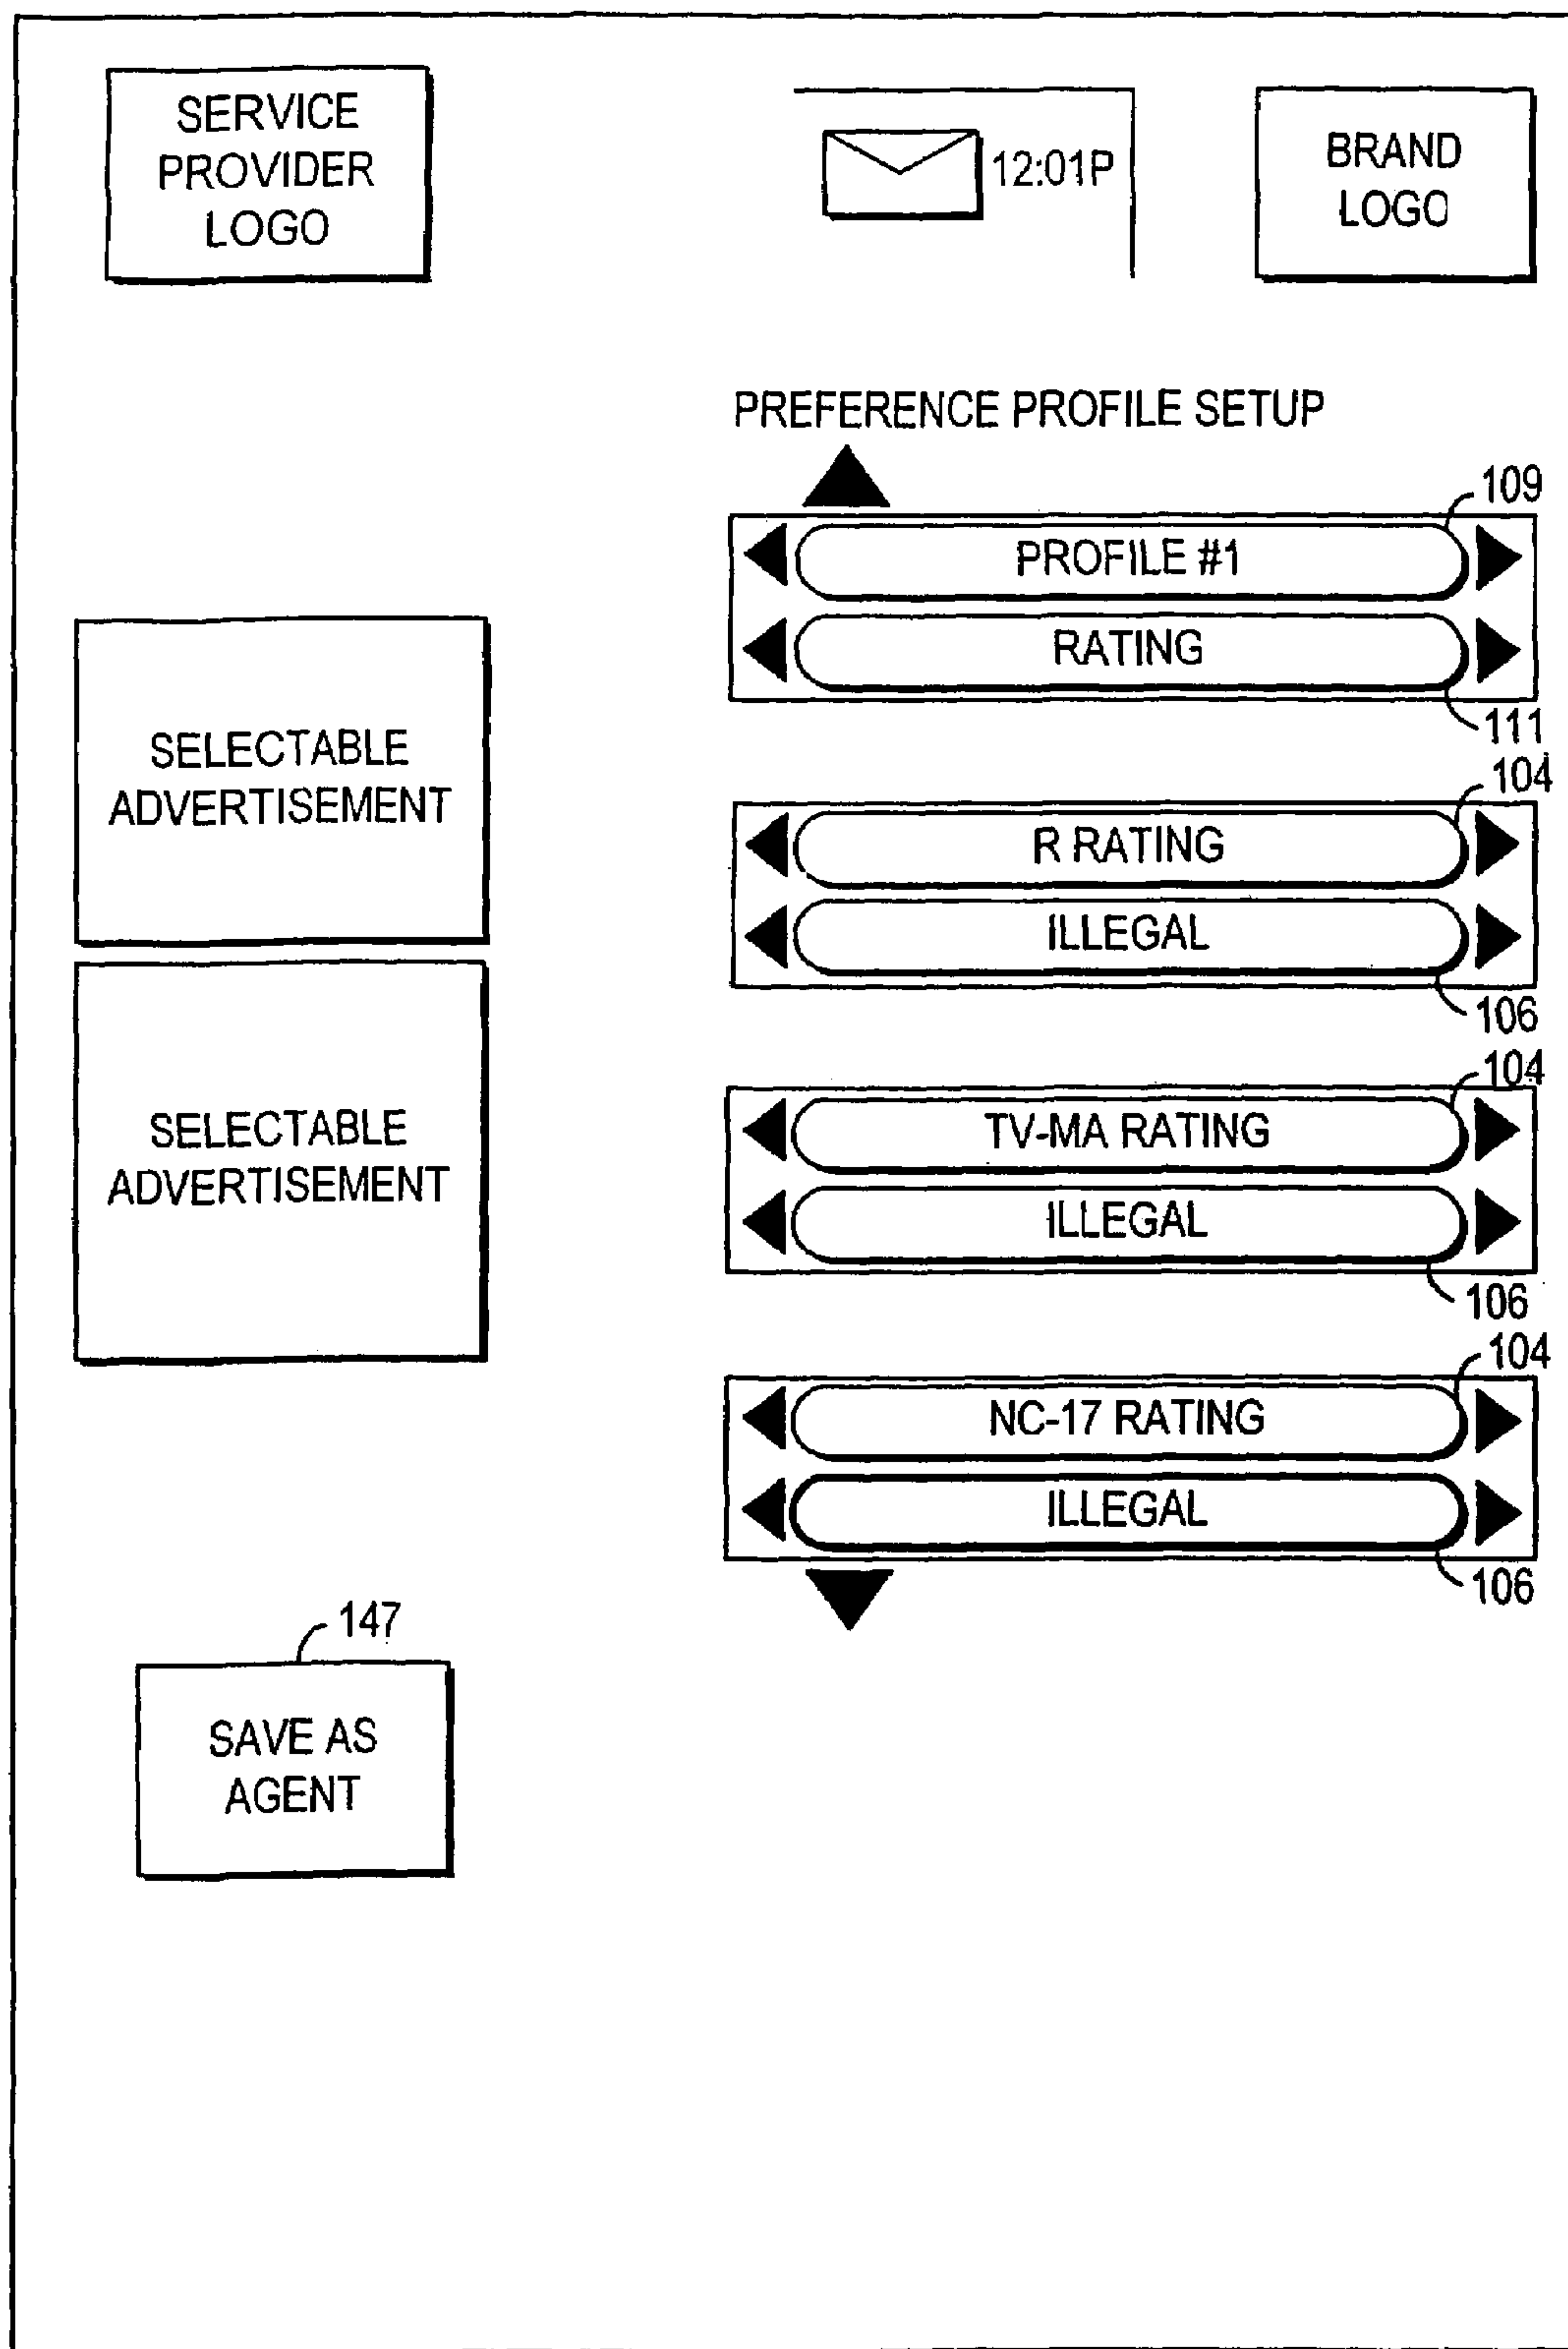 SERVICE
PROVIDER
LOGO
12:01P
BRAND
LOGO
PREFERENCE PROFILE SETUP
109
PROFILE #1
RATING
111
SELECTABLE
ADVERTISEMENT
104
R RATING
ILLEGAL
106
SELECTABLE
ADVERTISEMENT
104
TV-MA RATING
ILLEGAL
106
104
NC-17 RATING
ILLEGAL
106
147
SAVE AS
AGENT